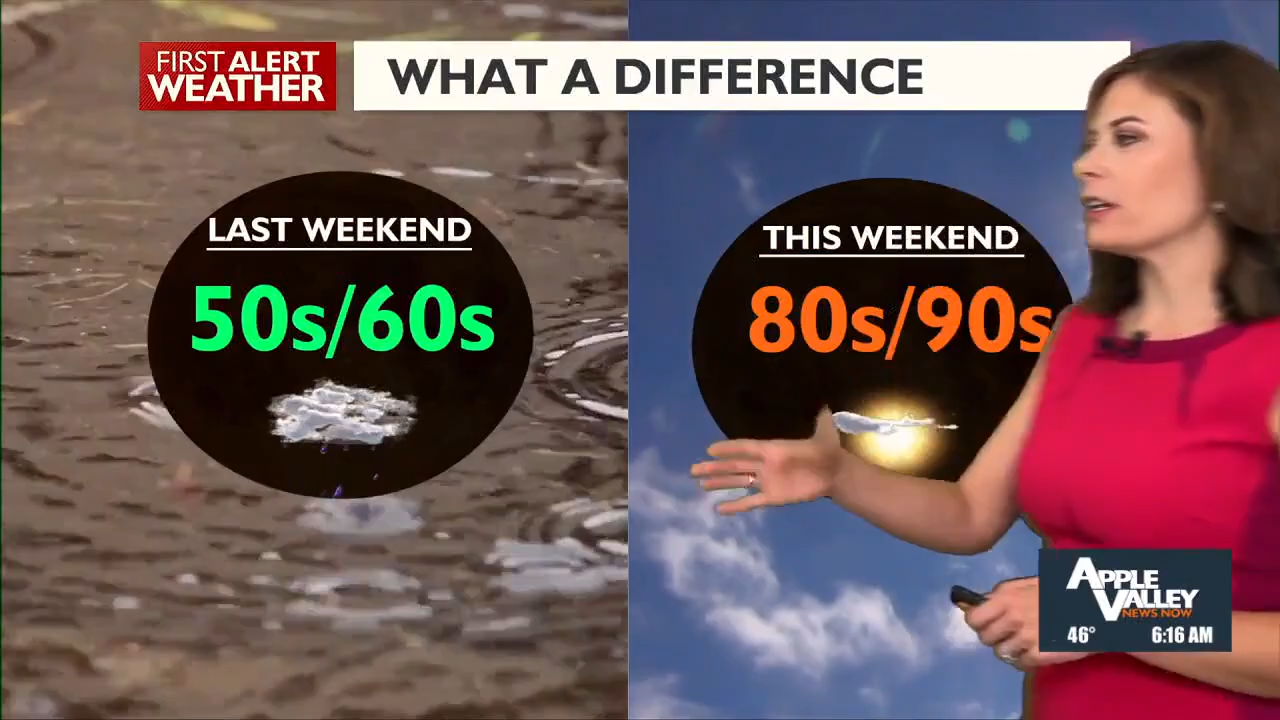 FIRST ALERT
WEATHER
WHAT A DIFFERENCE
LAST WEEKEND
50s/60s
THIS WEEKEND
80s/90s
APPLE
VALLEY
NEWS NOW
46° 6:16 AM